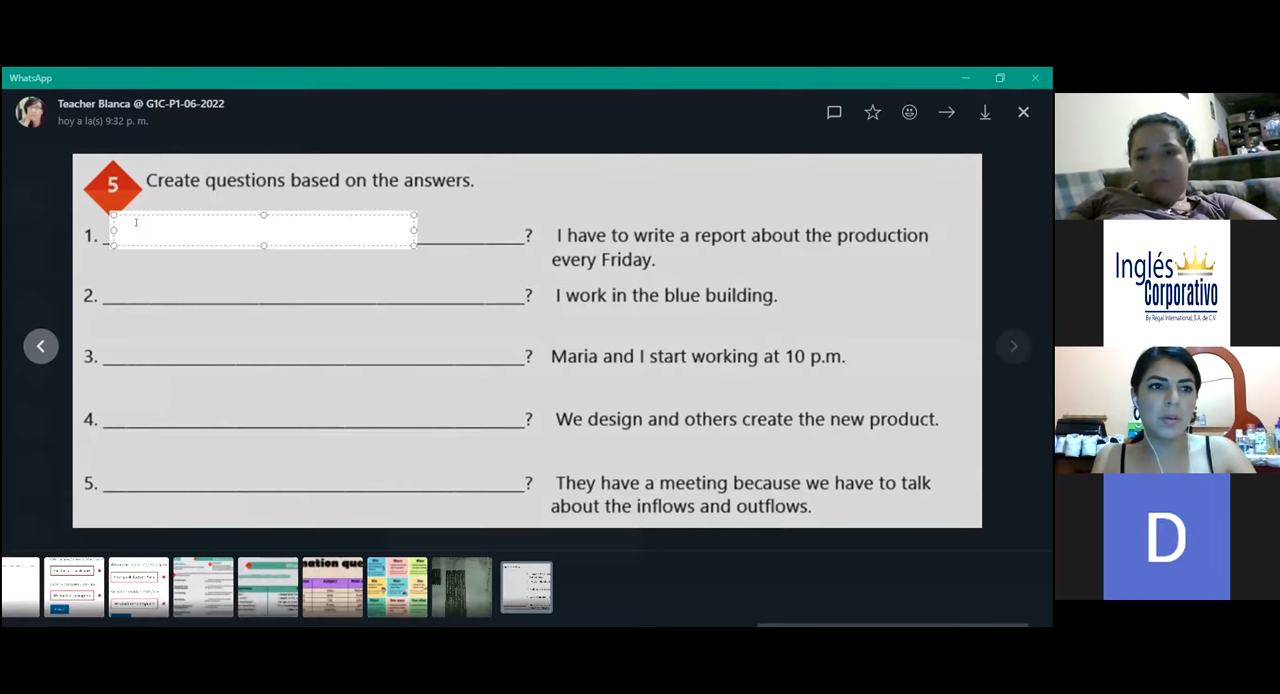 WhatsApp
Teacher Blanca @ G1C-P1-06-2022
hoy a la(s) 9:32 p. m.
5 Create questions based on the answers.
1. ? I have to write a report about the production
every Friday.
2. ? I work in the blue building.
3. ? Maria and I start working at 10 p.m.
4. ? We design and others create the new product.
5. ? They have a meeting because we have to talk
about the inflows and outflows.
Inglés
Corporativo
By Regal International, S.A. de C.V.
D